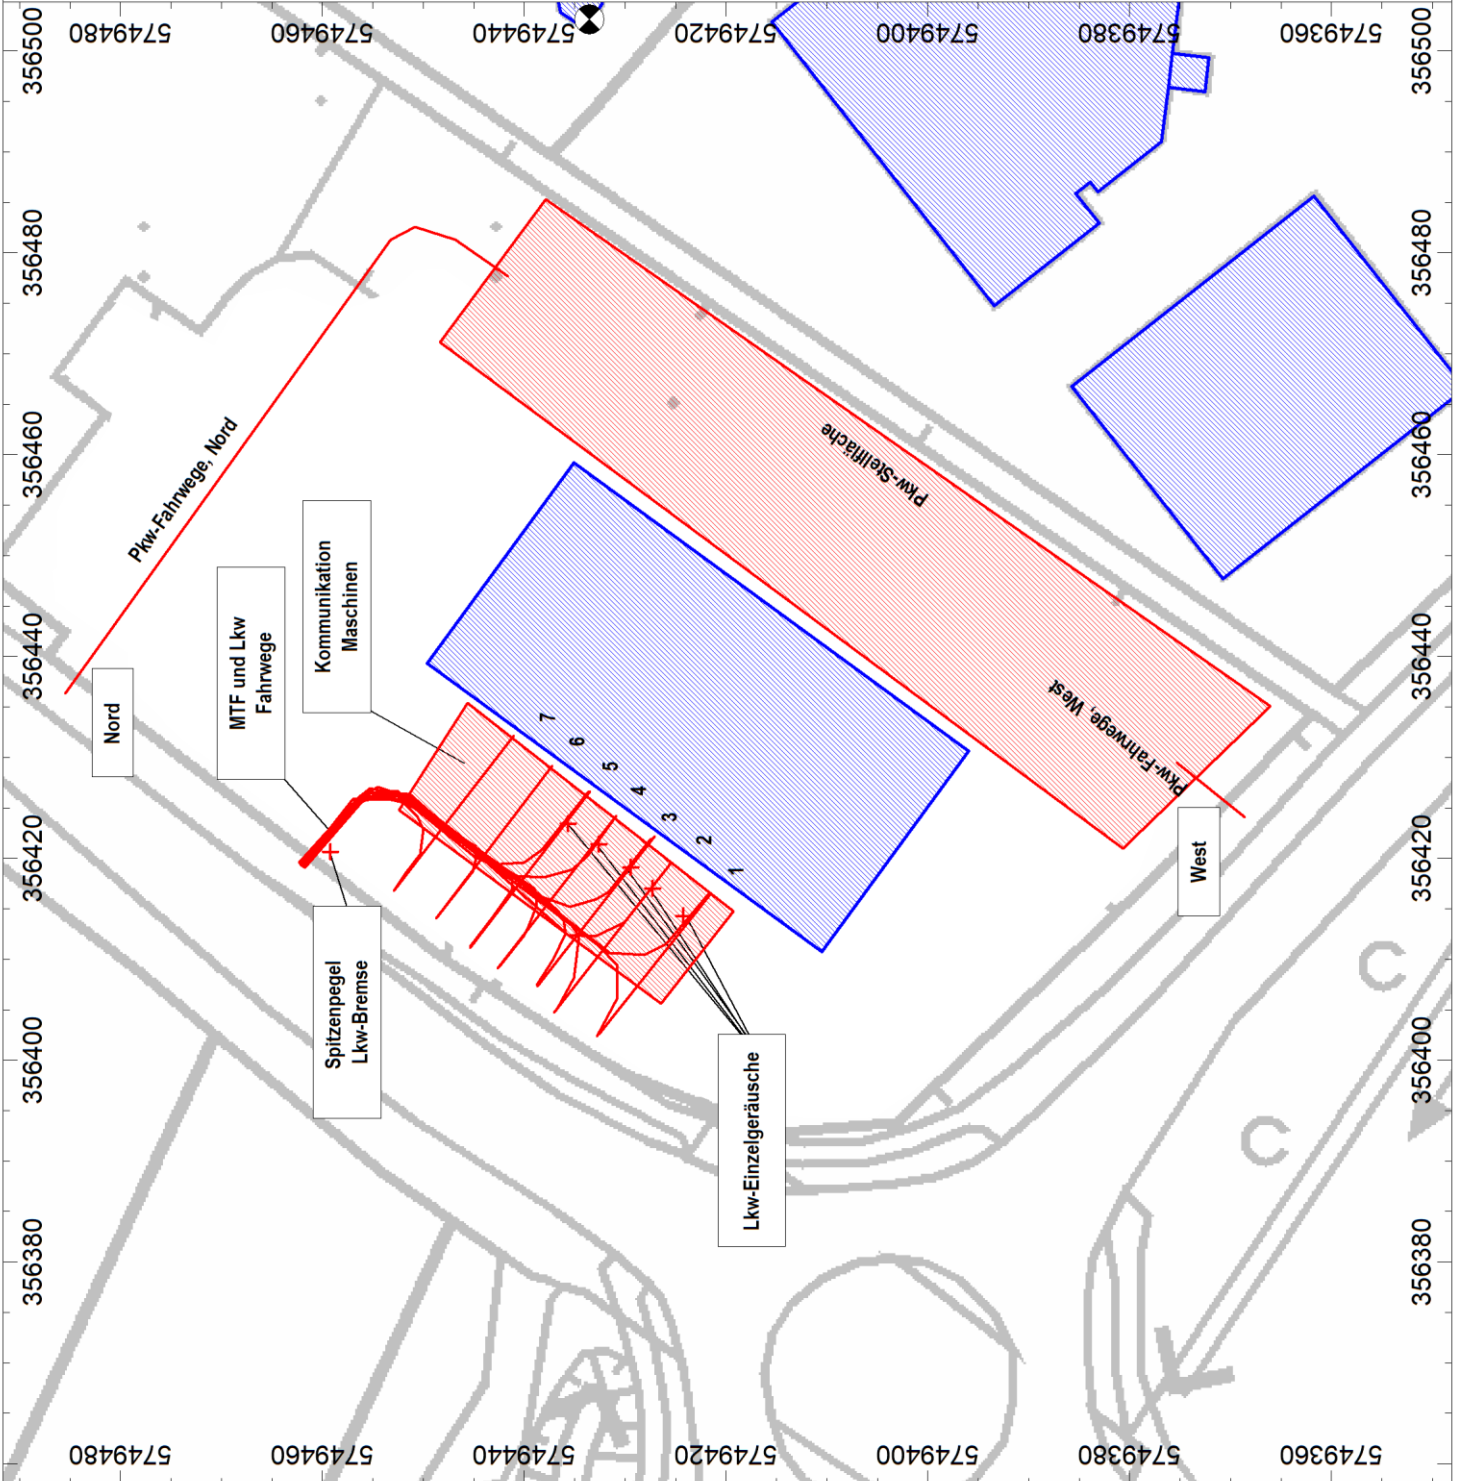 5749480
5749460
5749440
5749420
5749400
5749380
5749360
356500
356500
356480
356480
356460
356460
356440
356440
356420
356420
356400
356400
356380
356380
Pkw-Fahrwege, Nord
Nord
MTF und Lkw
Fahrwege
Kommunikation
Maschinen
Spitzenpegel
Lkw-Bremse
Lkw-Einzelgeräusche
7
6
5
4
3
2
1
Pkw-Stellfläche
Pkw-Fahrwege, West
West
5749480
5749460
5749440
5749420
5749400
5749380
5749360